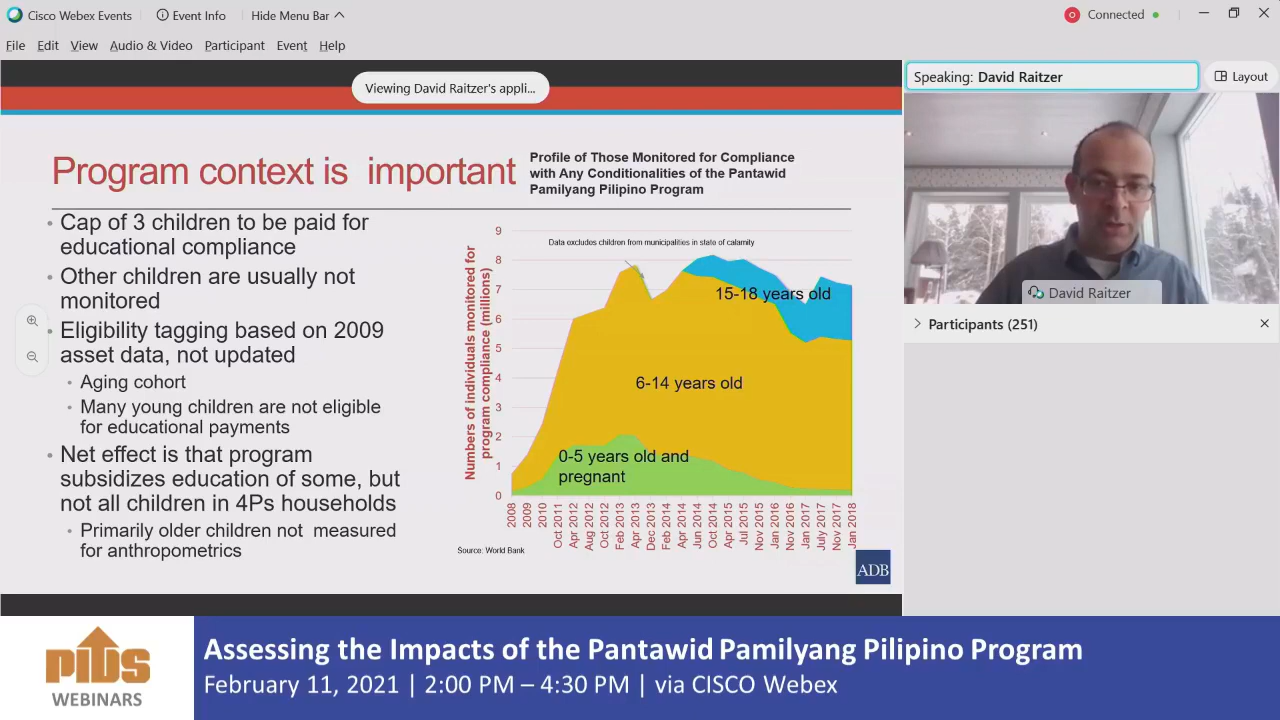 Cisco Webex Events
Event Info
Hide Menu Bar
Connected
File Edit View Audio & Video Participant Event Help
Viewing David Raitzer's appli...
Speaking: David Raitzer
Layout
David Raitzer
Participants (251)
Program context is important
• Cap of 3 children to be paid for
educational compliance
• Other children are usually not
monitored
• Eligibility tagging based on 2009
asset data, not updated
• Aging cohort
• Many young children are not eligible
for educational payments
• Net effect is that program
subsidizes education of some, but
not all children in 4Ps households
• Primarily older children not measured
for anthropometrics
Profile of Those Monitored for Compliance
with Any Conditionalities of the Pantawid
Pamilyang Pilipino Program
Data excludes children from municipalities in state of calamity
Numbers of individuals monitored for
program compliance (millions)
9
8
7
6
5
4
3
2
1
0
15-18 years old
6-14 years old
0-5 years old and
pregnant
2008
2009
2010
Oct 2011
Apr 2012
Aug 2012
Oct 2012
Feb 2013
Apr 2013
Dec 2013
Feb 2014
Apr 2014
Jun 2014
Oct 2014
Apr 2015
Jul 2015
Nov 2015
Jan 2016
Nov 2016
Jan 2017
July 2017
Nov 2017
Jan 2018
Source: World Bank
ADB
PIDS
WEBINARS
Assessing the Impacts of the Pantawid Pamilyang Pilipino Program
February 11, 2021 | 2:00 PM – 4:30 PM | via CISCO Webex